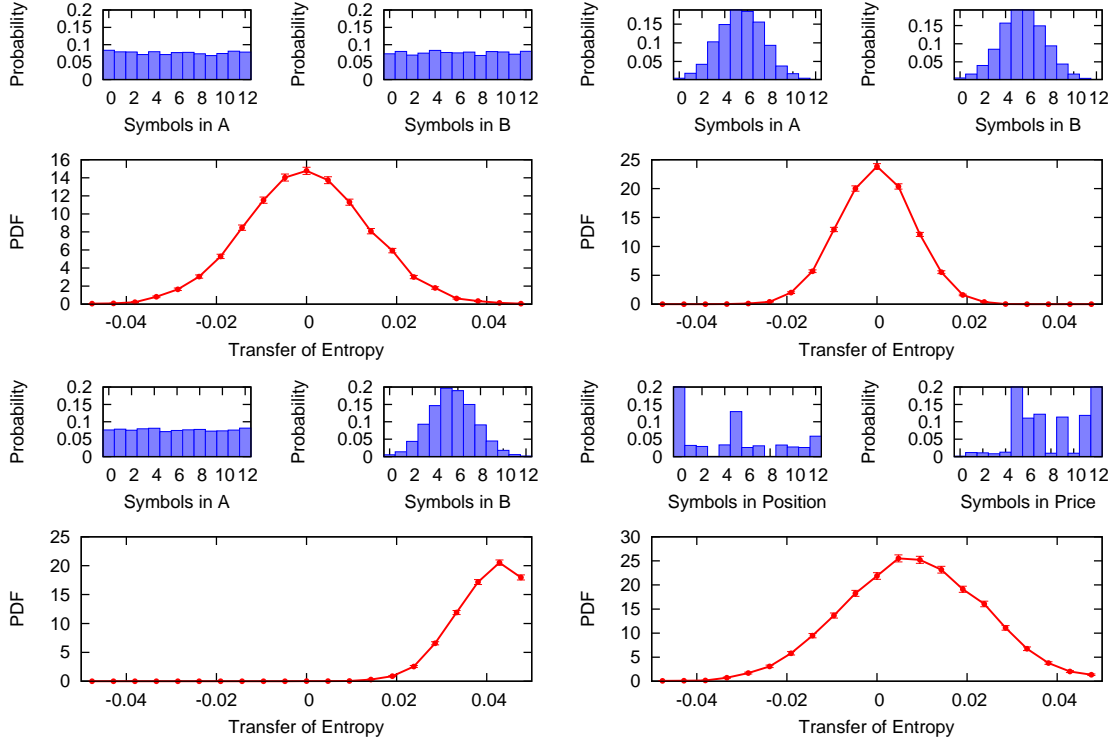 Probability
0.2
0.15
0.1
0.05
0
0 2 4 6 8 10 12
Symbols in A
Probability
0.2
0.15
0.1
0.05
0
0 2 4 6 8 10 12
Symbols in B
Probability
0.15
0.1
0.05
0 2 4 6 8 10 12
Symbols in A
Probability
0.15
0.1
0.05
0 2 4 6 8 10 12
Symbols in B
PDF
16
14
12
10
8
6
4
2
0
-0.04 -0.02 0 0.02 0.04
Transfer of Entropy
PDF
25
20
15
10
5
0
-0.04 -0.02 0 0.02 0.04
Transfer of Entropy
Probability
0.2
0.15
0.1
0.05
0
0 2 4 6 8 10 12
Symbols in A
Probability
0.2
0.15
0.1
0.05
0
0 2 4 6 8 10 12
Symbols in B
Probability
0.2
0.15
0.1
0.05
0
0 2 4 6 8 10 12
Symbols in Position
Probability
0.2
0.15
0.1
0.05
0
0 2 4 6 8 10 12
Symbols in Price
PDF
25
20
15
10
5
0
-0.04 -0.02 0 0.02 0.04
Transfer of Entropy
PDF
30
25
20
15
10
5
0
-0.04 -0.02 0 0.02 0.04
Transfer of Entropy